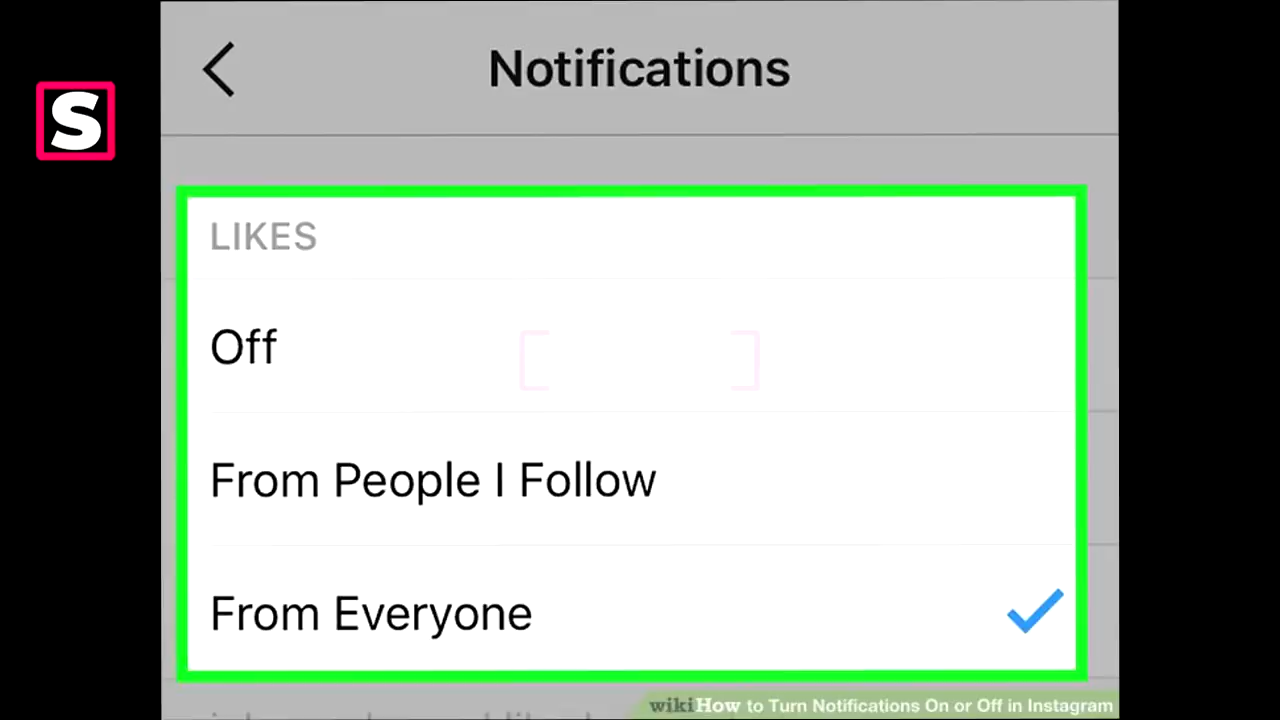 Notifications
S
LIKES
Off
From People I Follow
From Everyone
wikiHow to Turn Notifications On or Off in Instagram